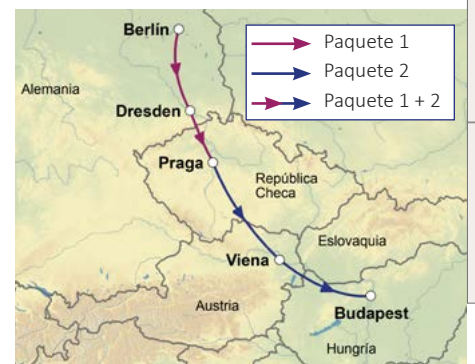 Berlín
Paquete 1
Paquete 2
Paquete 1 + 2
Alemania
Dresden
Praga
República
Checa
Eslovaquia
Viena
Austria
Budapest
Hungría